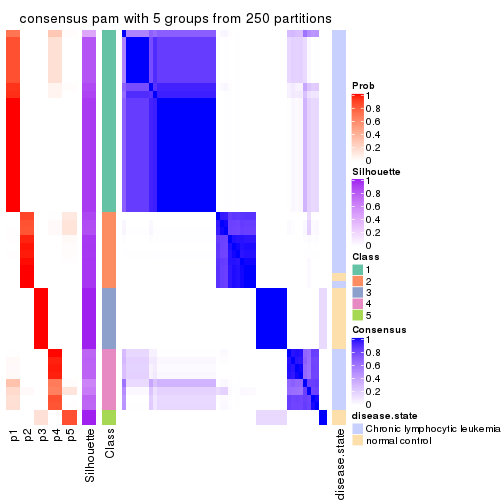 consensus pam with 5 groups from 250 partitions
Prob
1
0.8
0.6
0.4
0.2
0
Silhouette
1
0.8
0.6
0.4
0.2
0
Class
1
2
3
4
5
Consensus
1
0.8
0.6
0.4
0.2
0
disease.state
Chronic lymphocytic leukemia
normal control
p1
p2
p3
p4
p5
Silhouette
Class
disease.state